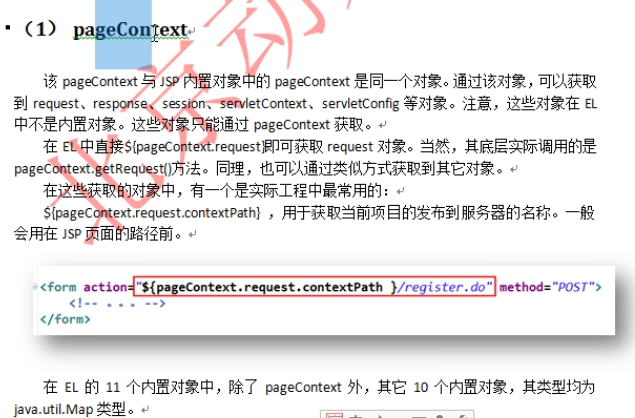 （1） pageContext
该 pageContext 与 JSP 内置对象中的 pageContext 是同一个对象。通过该对象，可以获取
到 request、response、session、servletContext、servletConfig 等对象。注意，这些对象在 EL
中不是内置对象。这些对象只能通过 pageContext 获取。
在 EL 中直接${pageContext.request}即可获取 request 对象。当然，其底层实际调用的是
pageContext.getRequest()方法。同理，也可以通过类似方式获取到其它对象。
在这些获取的对象中，有一个是实际工程中最常用的：
${pageContext.request.contextPath} ，用于获取当前项目的发布到服务器的名称。一般
会用在 JSP 页面的路径前。
<form action="${pageContext.request.contextPath }/register.do" method="POST">
<!-- . . . -->
</form>
在 EL 的 11 个内置对象中，除了 pageContext 外，其它 10 个内置对象，其类型均为
java.util.Map 类型。
北京动